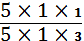 5 × 1 × 1
5 × 1 × 3